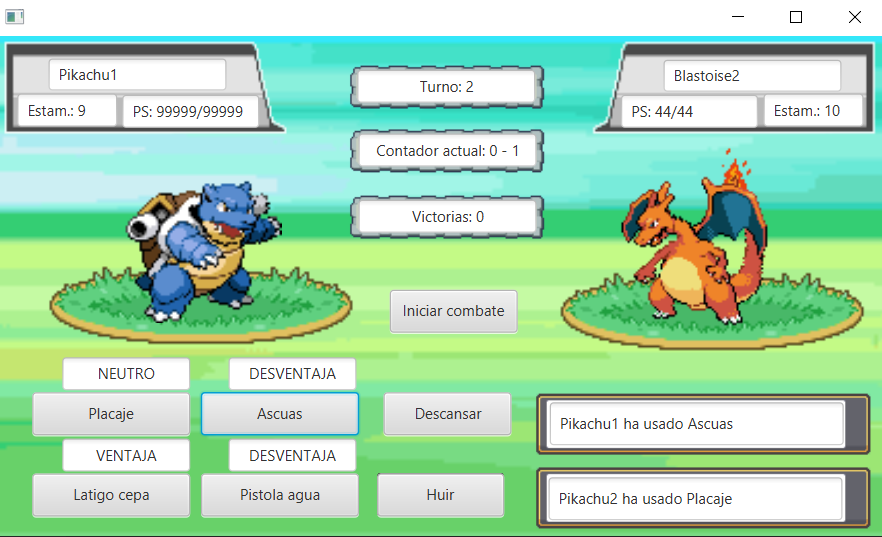 Pikachu1
Estam.: 9
PS: 99999/99999
Turno: 2
Contador actual: 0 - 1
Victorias: 0
Blastoise2
PS: 44/44
Estam.: 10
Iniciar combate
NEUTRO
DESVENTAJA
Placaje
Ascuas
Descansar
VENTAJA
DESVENTAJA
Latigo cepa
Pistola agua
Huir
Pikachu1 ha usado Ascuas
Pikachu2 ha usado Placaje